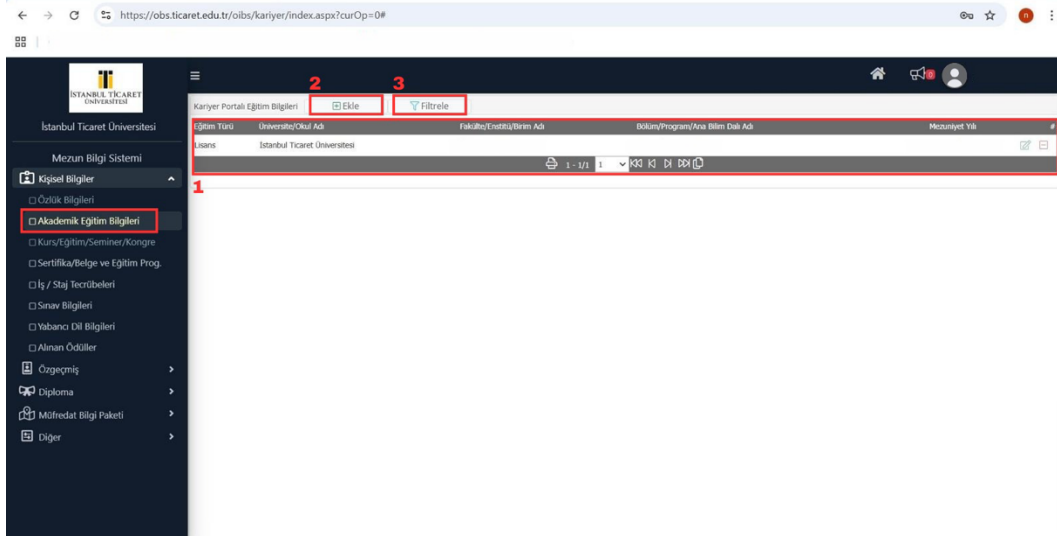 https://obs.ticaret.edu.tr/oibs/kariyer/index.aspx?curOp=0#
n
İSTANBUL TİCARET
ÜNİVERSİTESİ
İstanbul Ticaret Üniversitesi
Mezun Bilgi Sistemi
Kişisel Bilgiler
Özlük Bilgileri
Akademik Eğitim Bilgileri
Kurs/Eğitim/Seminer/Kongre
Sertifika/Belge ve Eğitim Prog.
İş / Staj Tecrübeleri
Sınav Bilgileri
Yabancı Dil Bilgileri
Alınan Ödüller
Özgeçmiş
Diploma
Müfredat Bilgi Paketi
Diğer
0
2 3
Kariyer Portalı Eğitim Bilgileri Ekle Filtrele
Eğitim Türü Üniversite/Okul Adı Fakülte/Enstitü/Birim Adı Bölüm/Program/Ana Bilim Dalı Adı Mezuniyet Yılı #
Lisans İstanbul Ticaret Üniversitesi
1 - 1/1 1
1